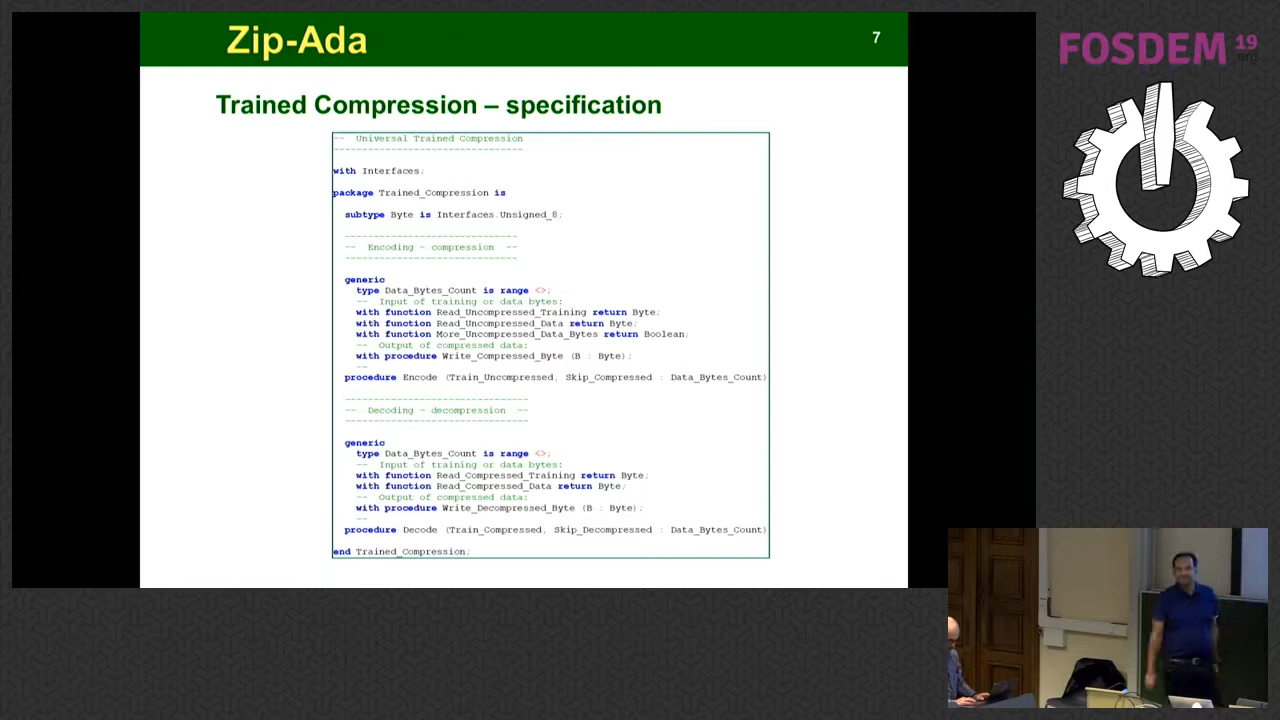 Zip-Ada
7
FOSDEM 19
.org
Trained Compression – specification
-- Universal Trained Compression
--------------------------------
with Interfaces;
package Trained_Compression is
subtype Byte is Interfaces.Unsigned_8;
------------------------------
-- Encoding - compression --
------------------------------
generic
type Data_Bytes_Count is range <>;
-- Input of training or data bytes:
with function Read_Uncompressed_Training return Byte;
with function Read_Uncompressed_Data return Byte;
with function More_Uncompressed_Data_Bytes return Boolean;
-- Output of compressed data:
with procedure Write_Compressed_Byte (B : Byte);
--
procedure Encode (Train_Uncompressed, Skip_Compressed : Data_Bytes_Count)
--------------------------------
-- Decoding - decompression --
--------------------------------
generic
type Data_Bytes_Count is range <>;
-- Input of training or data bytes:
with function Read_Compressed_Training return Byte;
with function Read_Compressed_Data return Byte;
-- Output of compressed data:
with procedure Write_Decompressed_Byte (B : Byte);
--
procedure Decode (Train_Compressed, Skip_Decompressed : Data_Bytes_Count)
end Trained_Compression;